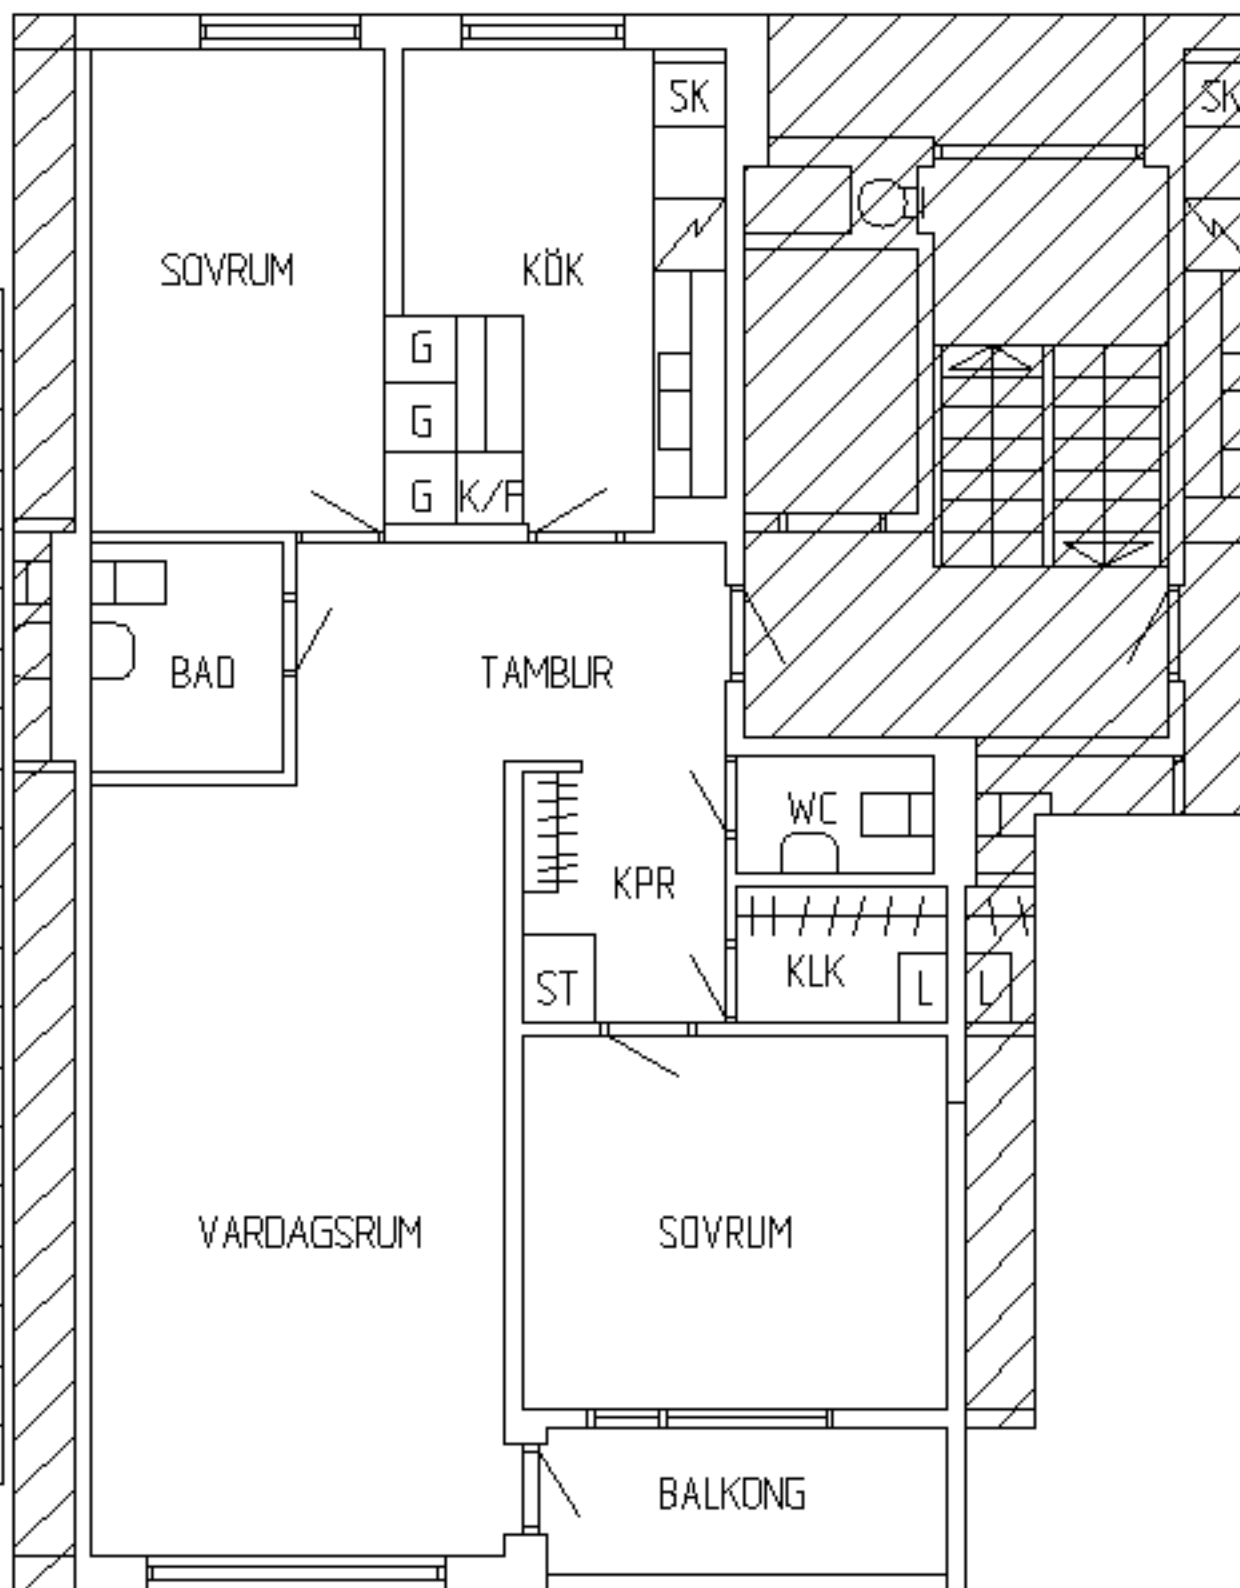 SK
SK
SOVRUM
KÖK
G
G
G
K/F
BAD
TAMBUR
WC
KPR
ST
KLK
L
L
VARDAGSRUM
SOVRUM
BALKONG